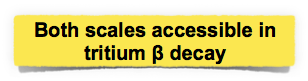 Both scales accessible in
tritium β decay